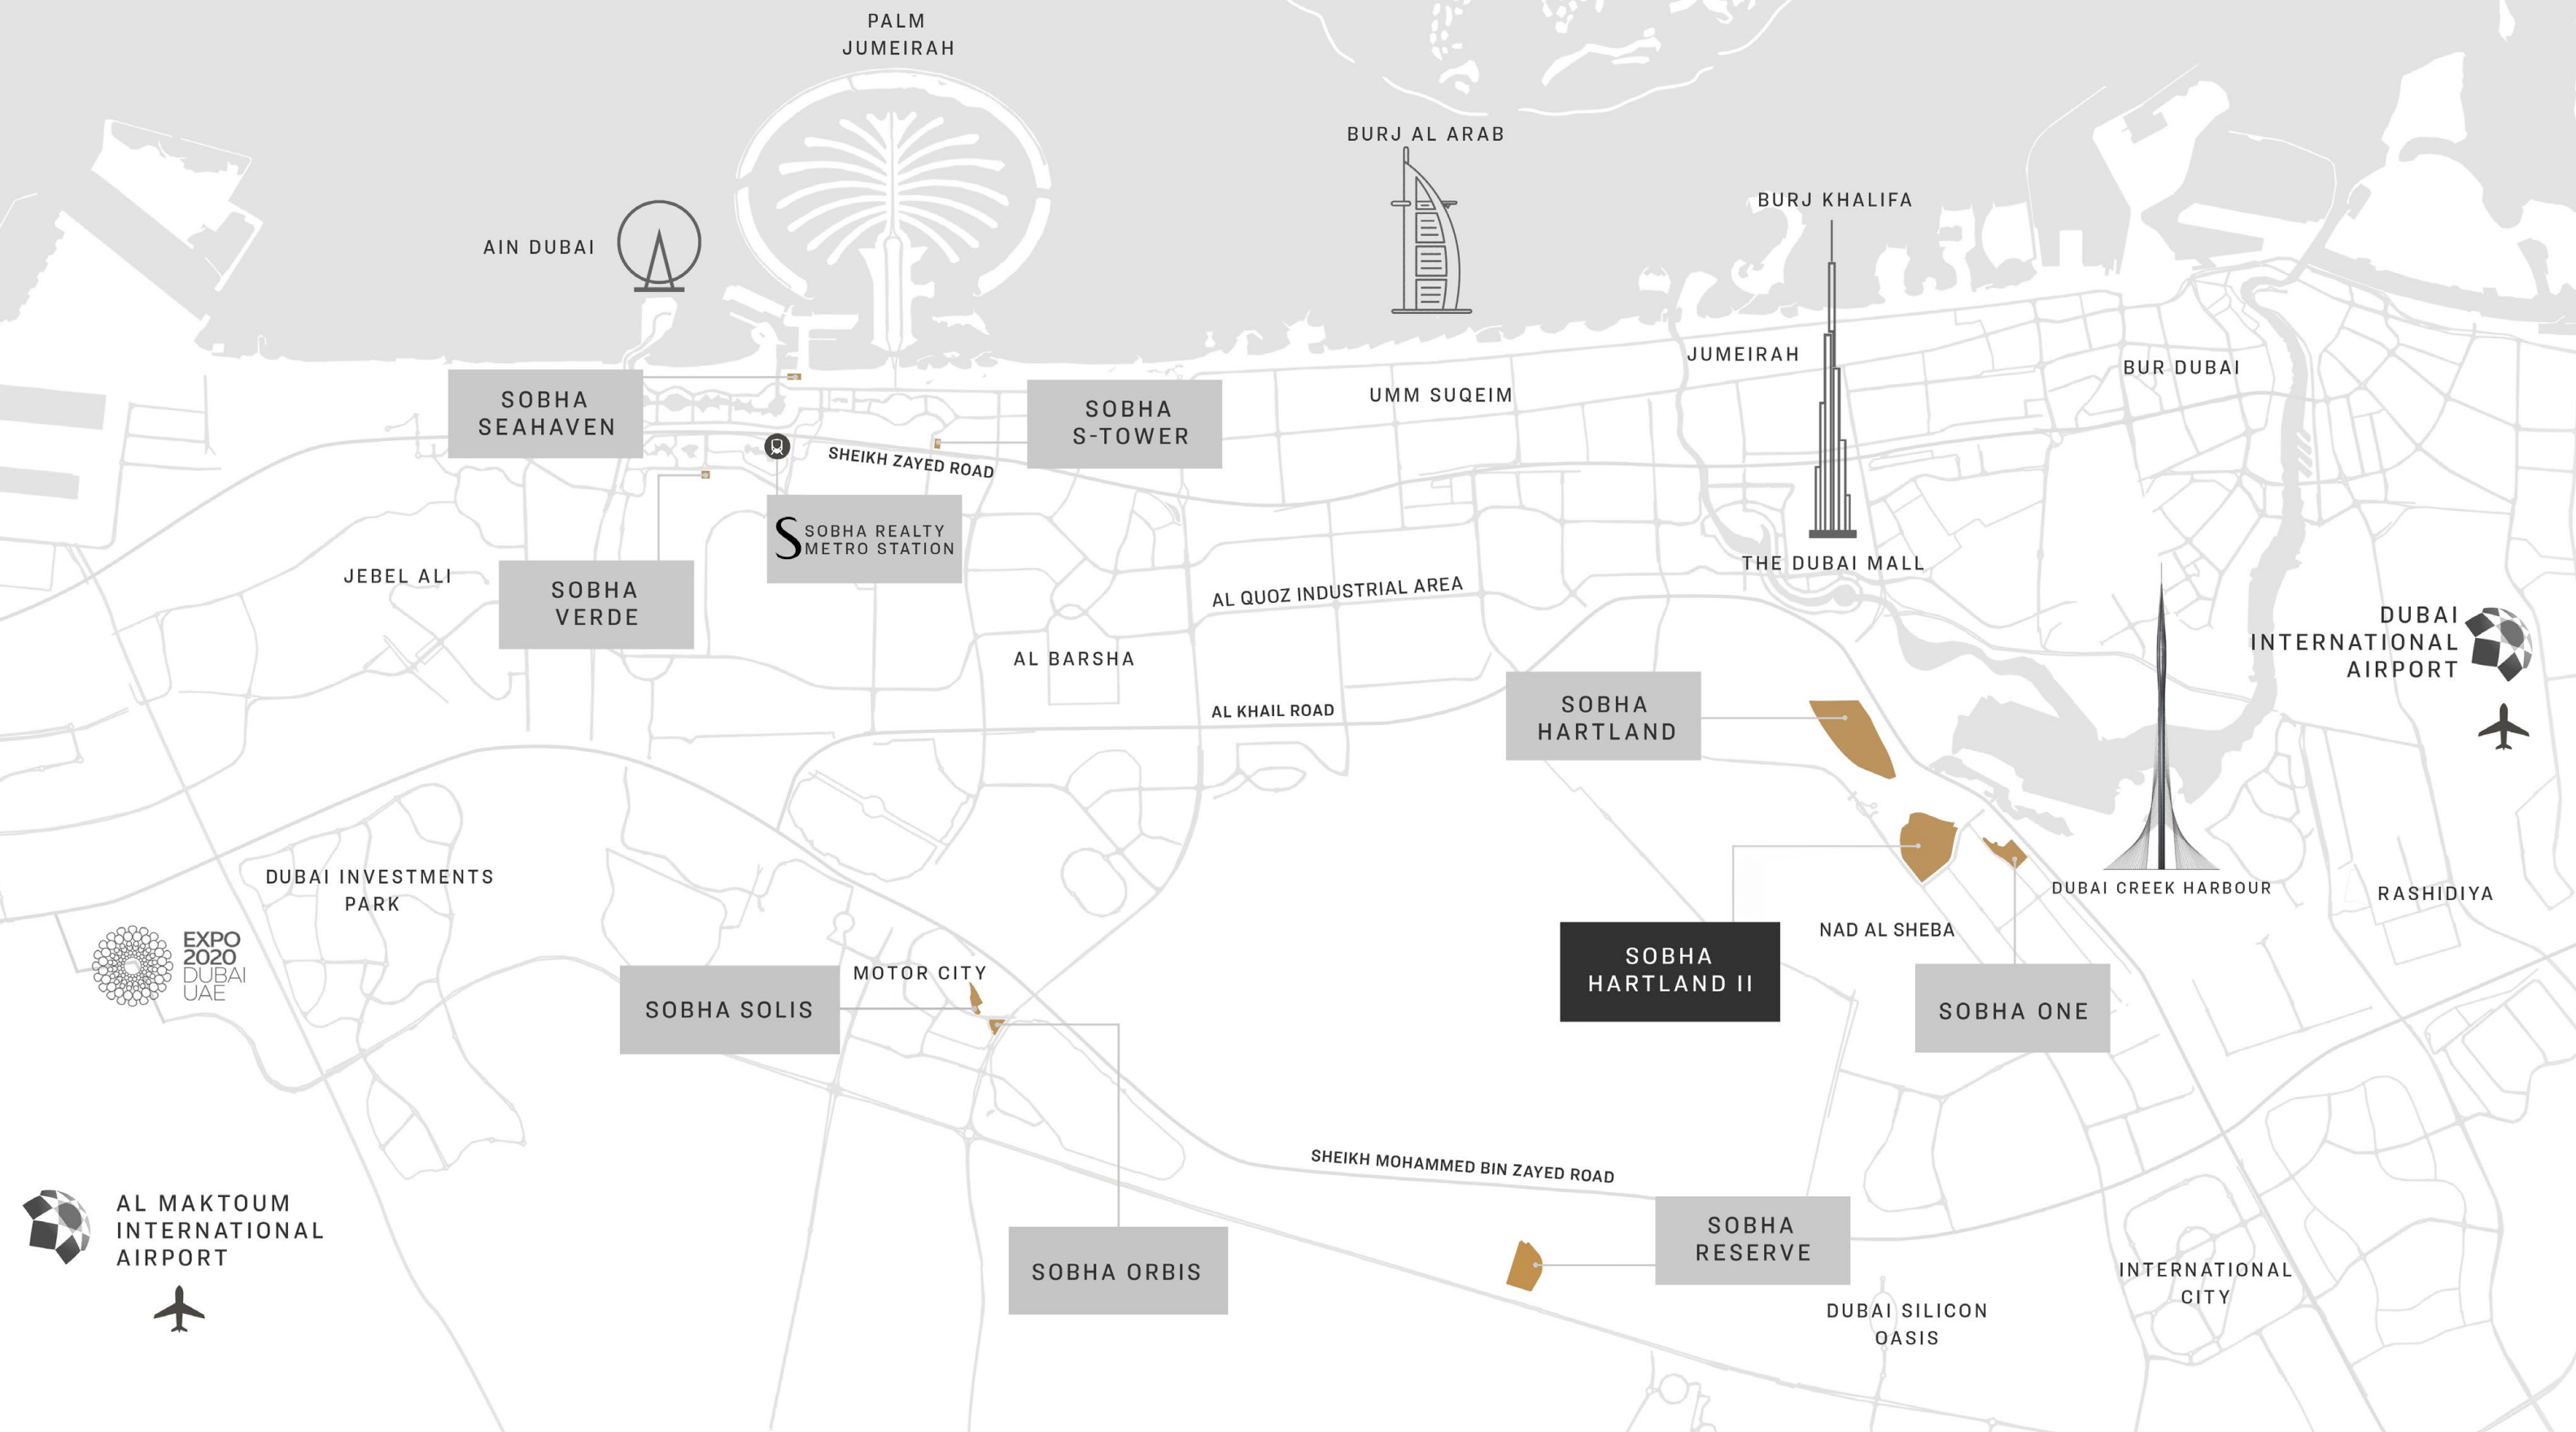 PALM
JUMEIRAH
BURJ AL ARAB
BURJ KHALIFA
AIN DUBAI
JUMEIRAH
BUR DUBAI
UMM SUQEIM
SOBHA
SEAHAVEN
SOBHA
S-TOWER
SHEIKH ZAYED ROAD
S SOBHA REALTY
METRO STATION
THE DUBAI MALL
JEBEL ALI
SOBHA
VERDE
AL QUOZ INDUSTRIAL AREA
DUBAI
INTERNATIONAL
AIRPORT
AL BARSHA
AL KHAIL ROAD
SOBHA
HARTLAND
DUBAI INVESTMENTS
PARK
DUBAI CREEK HARBOUR
RASHIDIYA
NAD AL SHEBA
EXPO
2020
DUBAI
UAE
SOBHA
HARTLAND II
MOTOR CITY
SOBHA SOLIS
SOBHA ONE
SHEIKH MOHAMMED BIN ZAYED ROAD
AL MAKTOUM
INTERNATIONAL
AIRPORT
SOBHA
RESERVE
SOBHA ORBIS
INTERNATIONAL
CITY
DUBAI SILICON
OASIS